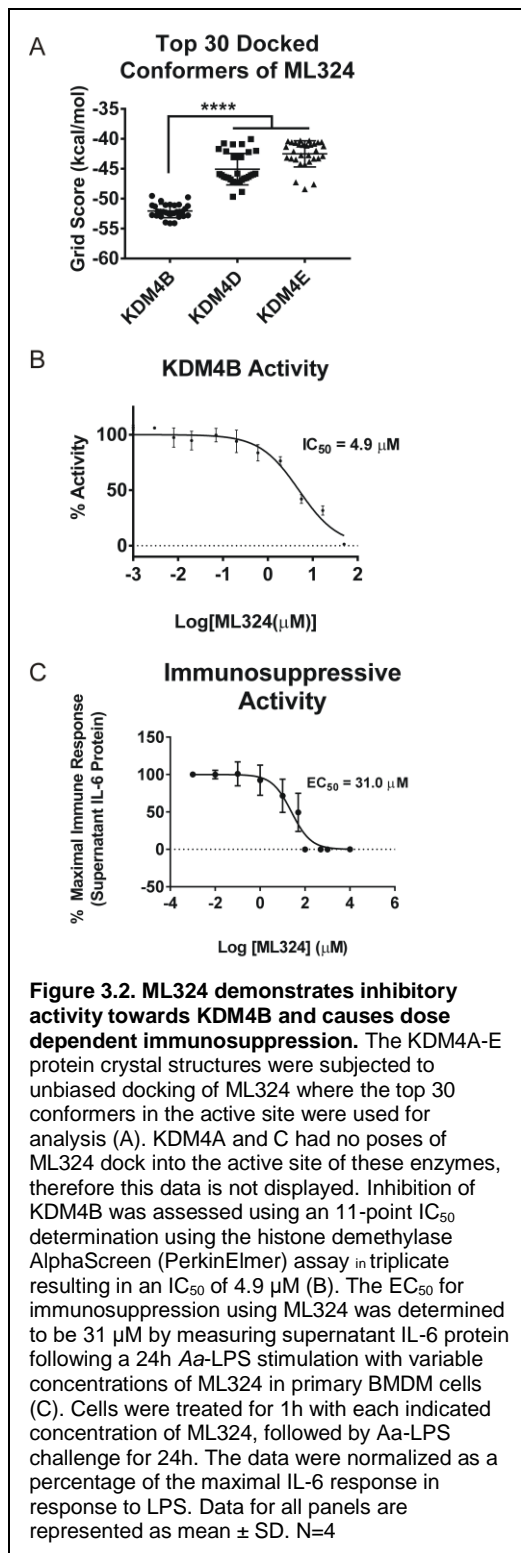 A
Top 30 Docked
Conformers of ML324
Grid Score (kcal/mol)
-35
-40
-45
-50
-55
-60
****
KDM4B
KDM4D
KDM4E
B
KDM4B Activity
% Activity
100
50
0
IC50 = 4.9 μM
-3 -2 -1 0 1 2
Log[ML324(μM)]
C
Immunosuppressive
Activity
% Maximal Immune Response
(Supernatant IL-6 Protein)
150
100
50
0
-50
EC50 = 31.0 μM
-4 -2 0 2 4 6
Log [ML324] (μM)
Figure 3.2. ML324 demonstrates inhibitory
activity towards KDM4B and causes dose
dependent immunosuppression. The KDM4A-E
protein crystal structures were subjected to
unbiased docking of ML324 where the top 30
conformers in the active site were used for
analysis (A). KDM4A and C had no poses of
ML324 dock into the active site of these enzymes,
therefore this data is not displayed. Inhibition of
KDM4B was assessed using an 11-point IC50
determination using the histone demethylase
AlphaScreen (PerkinElmer) assay in triplicate
resulting in an IC50 of 4.9 µM (B). The EC50 for
immunosuppression using ML324 was determined
to be 31 µM by measuring supernatant IL-6 protein
following a 24h Aa-LPS stimulation with variable
concentrations of ML324 in primary BMDM cells
(C). Cells were treated for 1h with each indicated
concentration of ML324, followed by Aa-LPS
challenge for 24h. The data were normalized as a
percentage of the maximal IL-6 response in
response to LPS. Data for all panels are
represented as mean ± SD. N=4